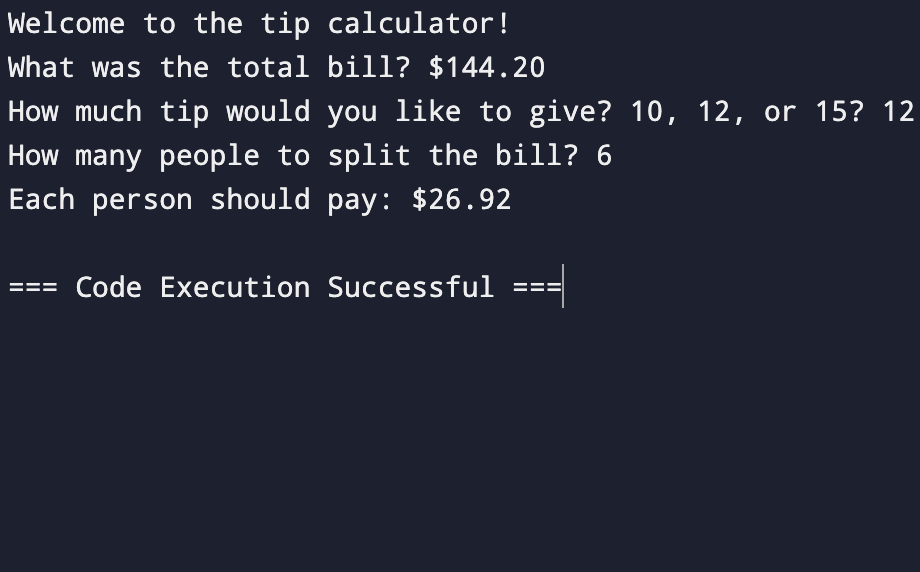 Welcome to the tip calculator!
What was the total bill? $144.20
How much tip would you like to give? 10, 12, or 15? 12
How many people to split the bill? 6
Each person should pay: $26.92
=== Code Execution Successful ===